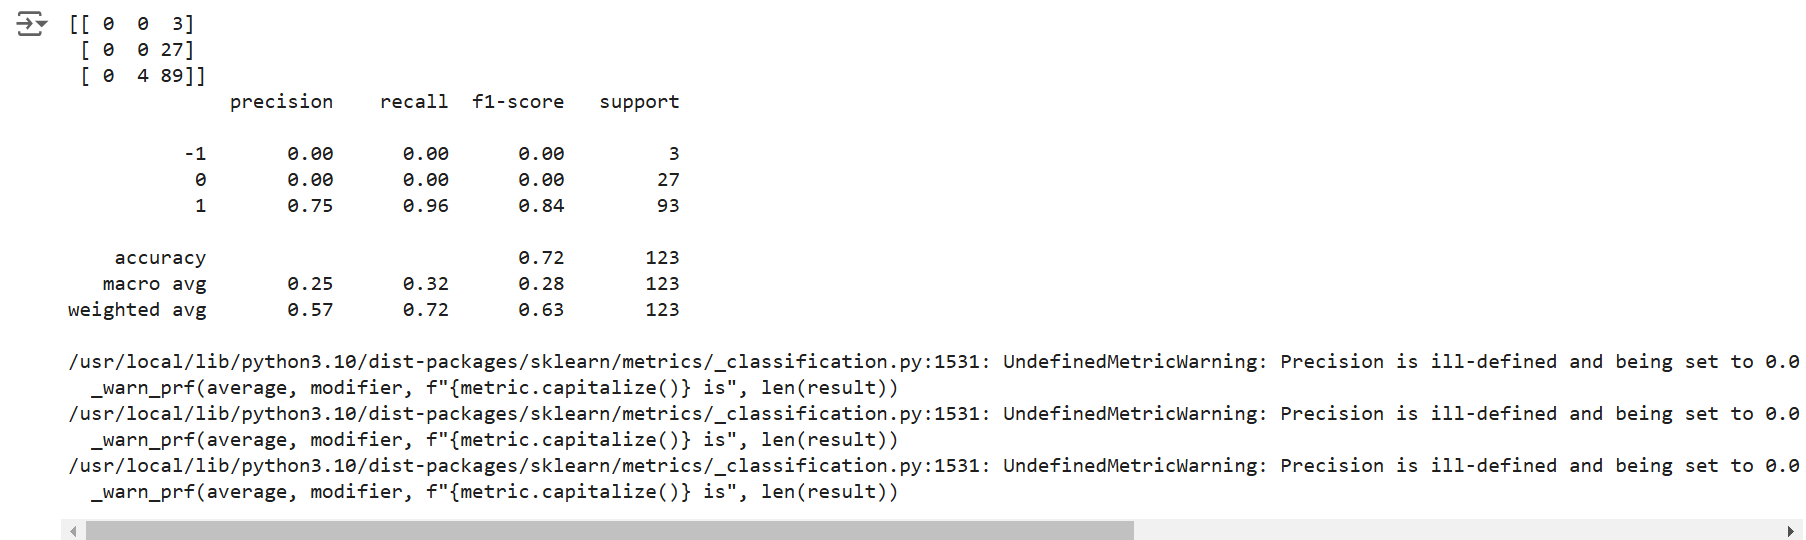 [[ 0  0  3]
 [ 0  0 27]
 [ 0  4 89]]
              precision    recall  f1-score   support

          -1       0.00      0.00      0.00         3
           0       0.00      0.00      0.00        27
           1       0.75      0.96      0.84        93

    accuracy                           0.72       123
   macro avg       0.25      0.32      0.28       123
weighted avg       0.57      0.72      0.63       123

/usr/local/lib/python3.10/dist-packages/sklearn/metrics/_classification.py:1531: UndefinedMetricWarning: Precision is ill-defined and being set to 0.0
  _warn_prf(average, modifier, f"{metric.capitalize()} is", len(result))
/usr/local/lib/python3.10/dist-packages/sklearn/metrics/_classification.py:1531: UndefinedMetricWarning: Precision is ill-defined and being set to 0.0
  _warn_prf(average, modifier, f"{metric.capitalize()} is", len(result))
/usr/local/lib/python3.10/dist-packages/sklearn/metrics/_classification.py:1531: UndefinedMetricWarning: Precision is ill-defined and being set to 0.0
  _warn_prf(average, modifier, f"{metric.capitalize()} is", len(result))